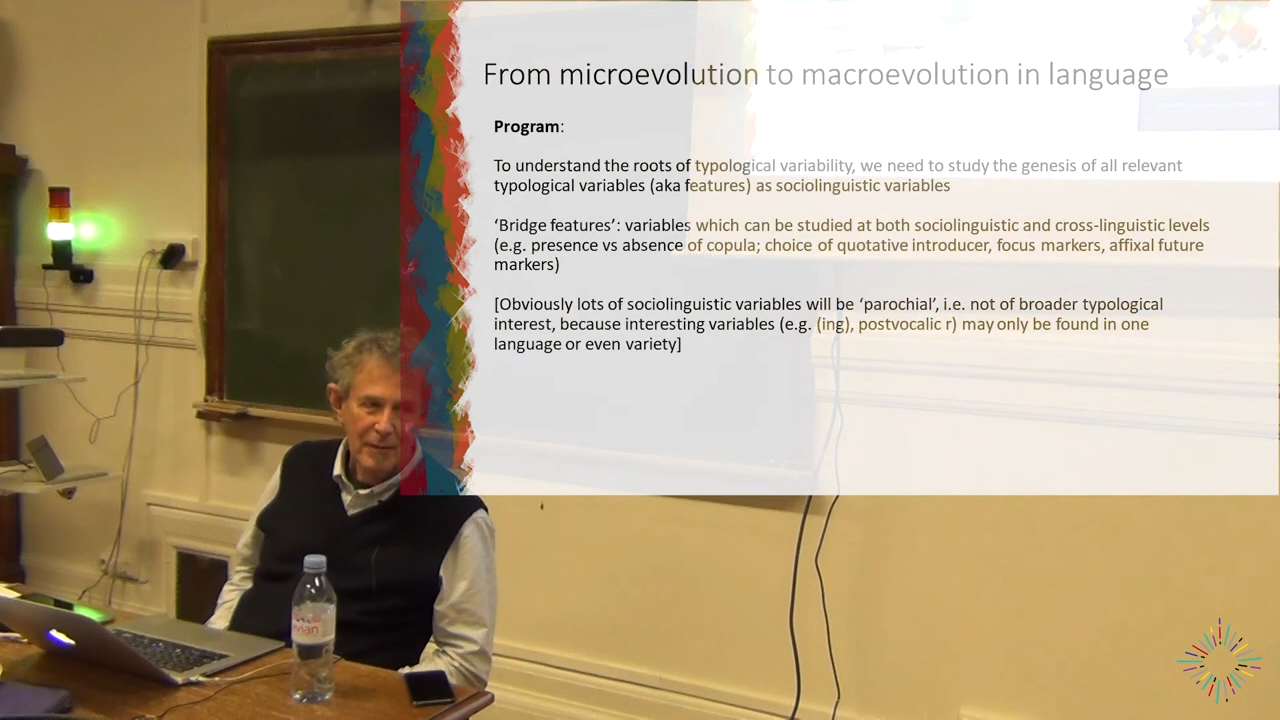 From microevolution to macroevolution in language
Program:
To understand the roots of typological variability, we need to study the genesis of all relevant
typological variables (aka features) as sociolinguistic variables
‘Bridge features’: variables which can be studied at both sociolinguistic and cross-linguistic levels
(e.g. presence vs absence of copula; choice of quotative introducer, focus markers, affixal future
markers)
[Obviously lots of sociolinguistic variables will be ‘parochial’, i.e. not of broader typological
interest, because interesting variables (e.g. (ing), postvocalic r) may only be found in one
language or even variety]
evian